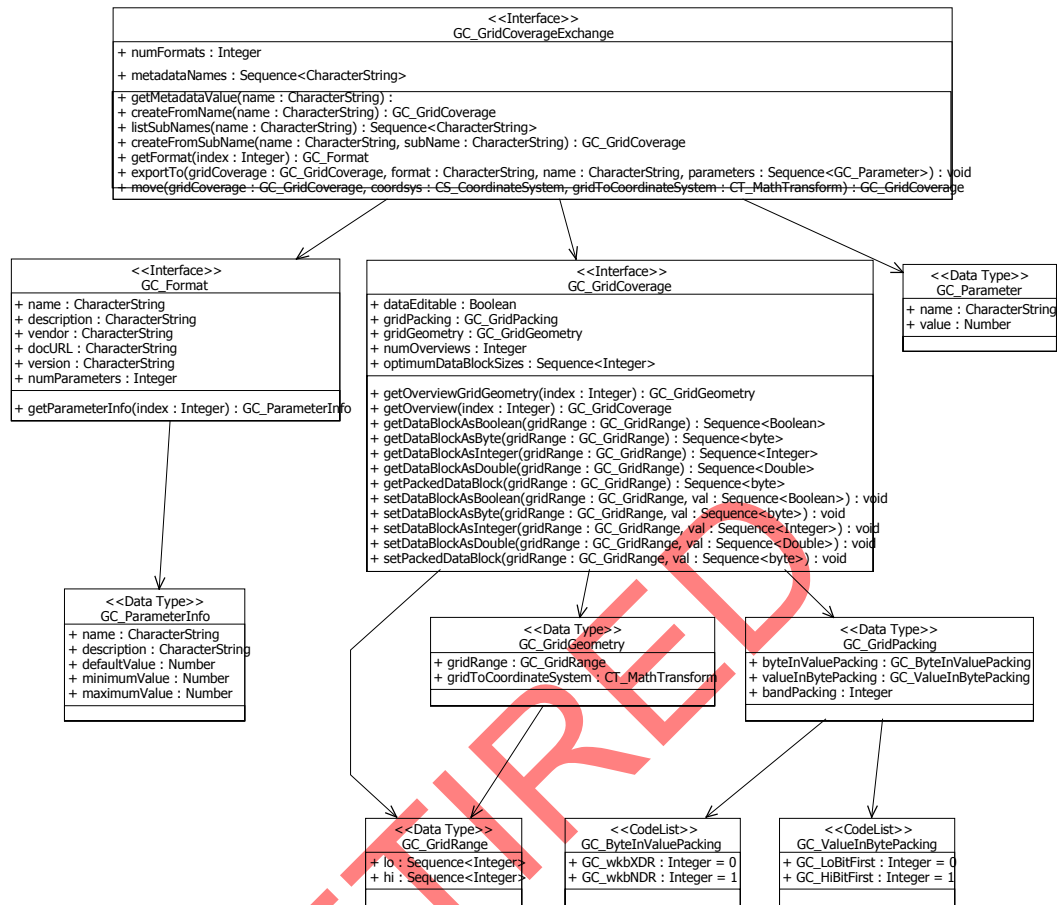 <<Interface>>
GC_GridCoverageExchange
+ numFormats : Integer
+ metadataNames : Sequence<CharacterString>
+ getMetadataValue(name : CharacterString) :
+ createFromName(name : CharacterString) : GC_GridCoverage
+ listSubNames(name : CharacterString) : Sequence<CharacterString>
+ createFromSubName(name : CharacterString, subName : CharacterString) : GC_GridCoverage
+ getFormat(index : Integer) : GC_Format
+ exportTo(gridCoverage : GC_GridCoverage, format : CharacterString, name : CharacterString, parameters : Sequence<GC_Parameter>) : void
+ move(gridCoverage : GC_GridCoverage, coordsys : CS_CoordinateSystem, gridToCoordinateSystem : CT_MathTransform) : GC_GridCoverage
<<Interface>>
GC_Format
+ name : CharacterString
+ description : CharacterString
+ vendor : CharacterString
+ docURL : CharacterString
+ version : CharacterString
+ numParameters : Integer
+ getParameterInfo(index : Integer) : GC_ParameterInfo
<<Interface>>
GC_GridCoverage
+ dataEditable : Boolean
+ gridPacking : GC_GridPacking
+ gridGeometry : GC_GridGeometry
+ numOverviews : Integer
+ optimumDataBlockSizes : Sequence<Integer>
+ getOverviewGridGeometry(index : Integer) : GC_GridGeometry
+ getOverview(index : Integer) : GC_GridCoverage
+ getDataBlockAsBoolean(gridRange : GC_GridRange) : Sequence<Boolean>
+ getDataBlockAsByte(gridRange : GC_GridRange) : Sequence<byte>
+ getDataBlockAsInteger(gridRange : GC_GridRange) : Sequence<Integer>
+ getDataBlockAsDouble(gridRange : GC_GridRange) : Sequence<Double>
+ getPackedDataBlock(gridRange : GC_GridRange) : Sequence<byte>
+ setDataBlockAsBoolean(gridRange : GC_GridRange, val : Sequence<Boolean>) : void
+ setDataBlockAsByte(gridRange : GC_GridRange, val : Sequence<byte>) : void
+ setDataBlockAsInteger(gridRange : GC_GridRange, val : Sequence<Integer>) : void
+ setDataBlockAsDouble(gridRange : GC_GridRange, val : Sequence<Double>) : void
+ setPackedDataBlock(gridRange : GC_GridRange, val : Sequence<byte>) : void
<<Data Type>>
GC_Parameter
+ name : CharacterString
+ value : Number
<<Data Type>>
GC_ParameterInfo
+ name : CharacterString
+ description : CharacterString
+ defaultValue : Number
+ minimumValue : Number
+ maximumValue : Number
<<Data Type>>
GC_GridGeometry
+ gridRange : GC_GridRange
+ gridToCoordinateSystem : CT_MathTransform
<<Data Type>>
GC_GridPacking
+ byteInValuePacking : GC_ByteInValuePacking
+ valueInBytePacking : GC_ValueInBytePacking
+ bandPacking : Integer
<<Data Type>>
GC_GridRange
+ lo : Sequence<Integer>
+ hi : Sequence<Integer>
<<CodeList>>
GC_ByteInValuePacking
+ GC_wkbXDR : Integer = 0
+ GC_wkbNDR : Integer = 1
<<CodeList>>
GC_ValueInBytePacking
+ GC_LoBitFirst : Integer = 0
+ GC_HiBitFirst : Integer = 1
TIRED